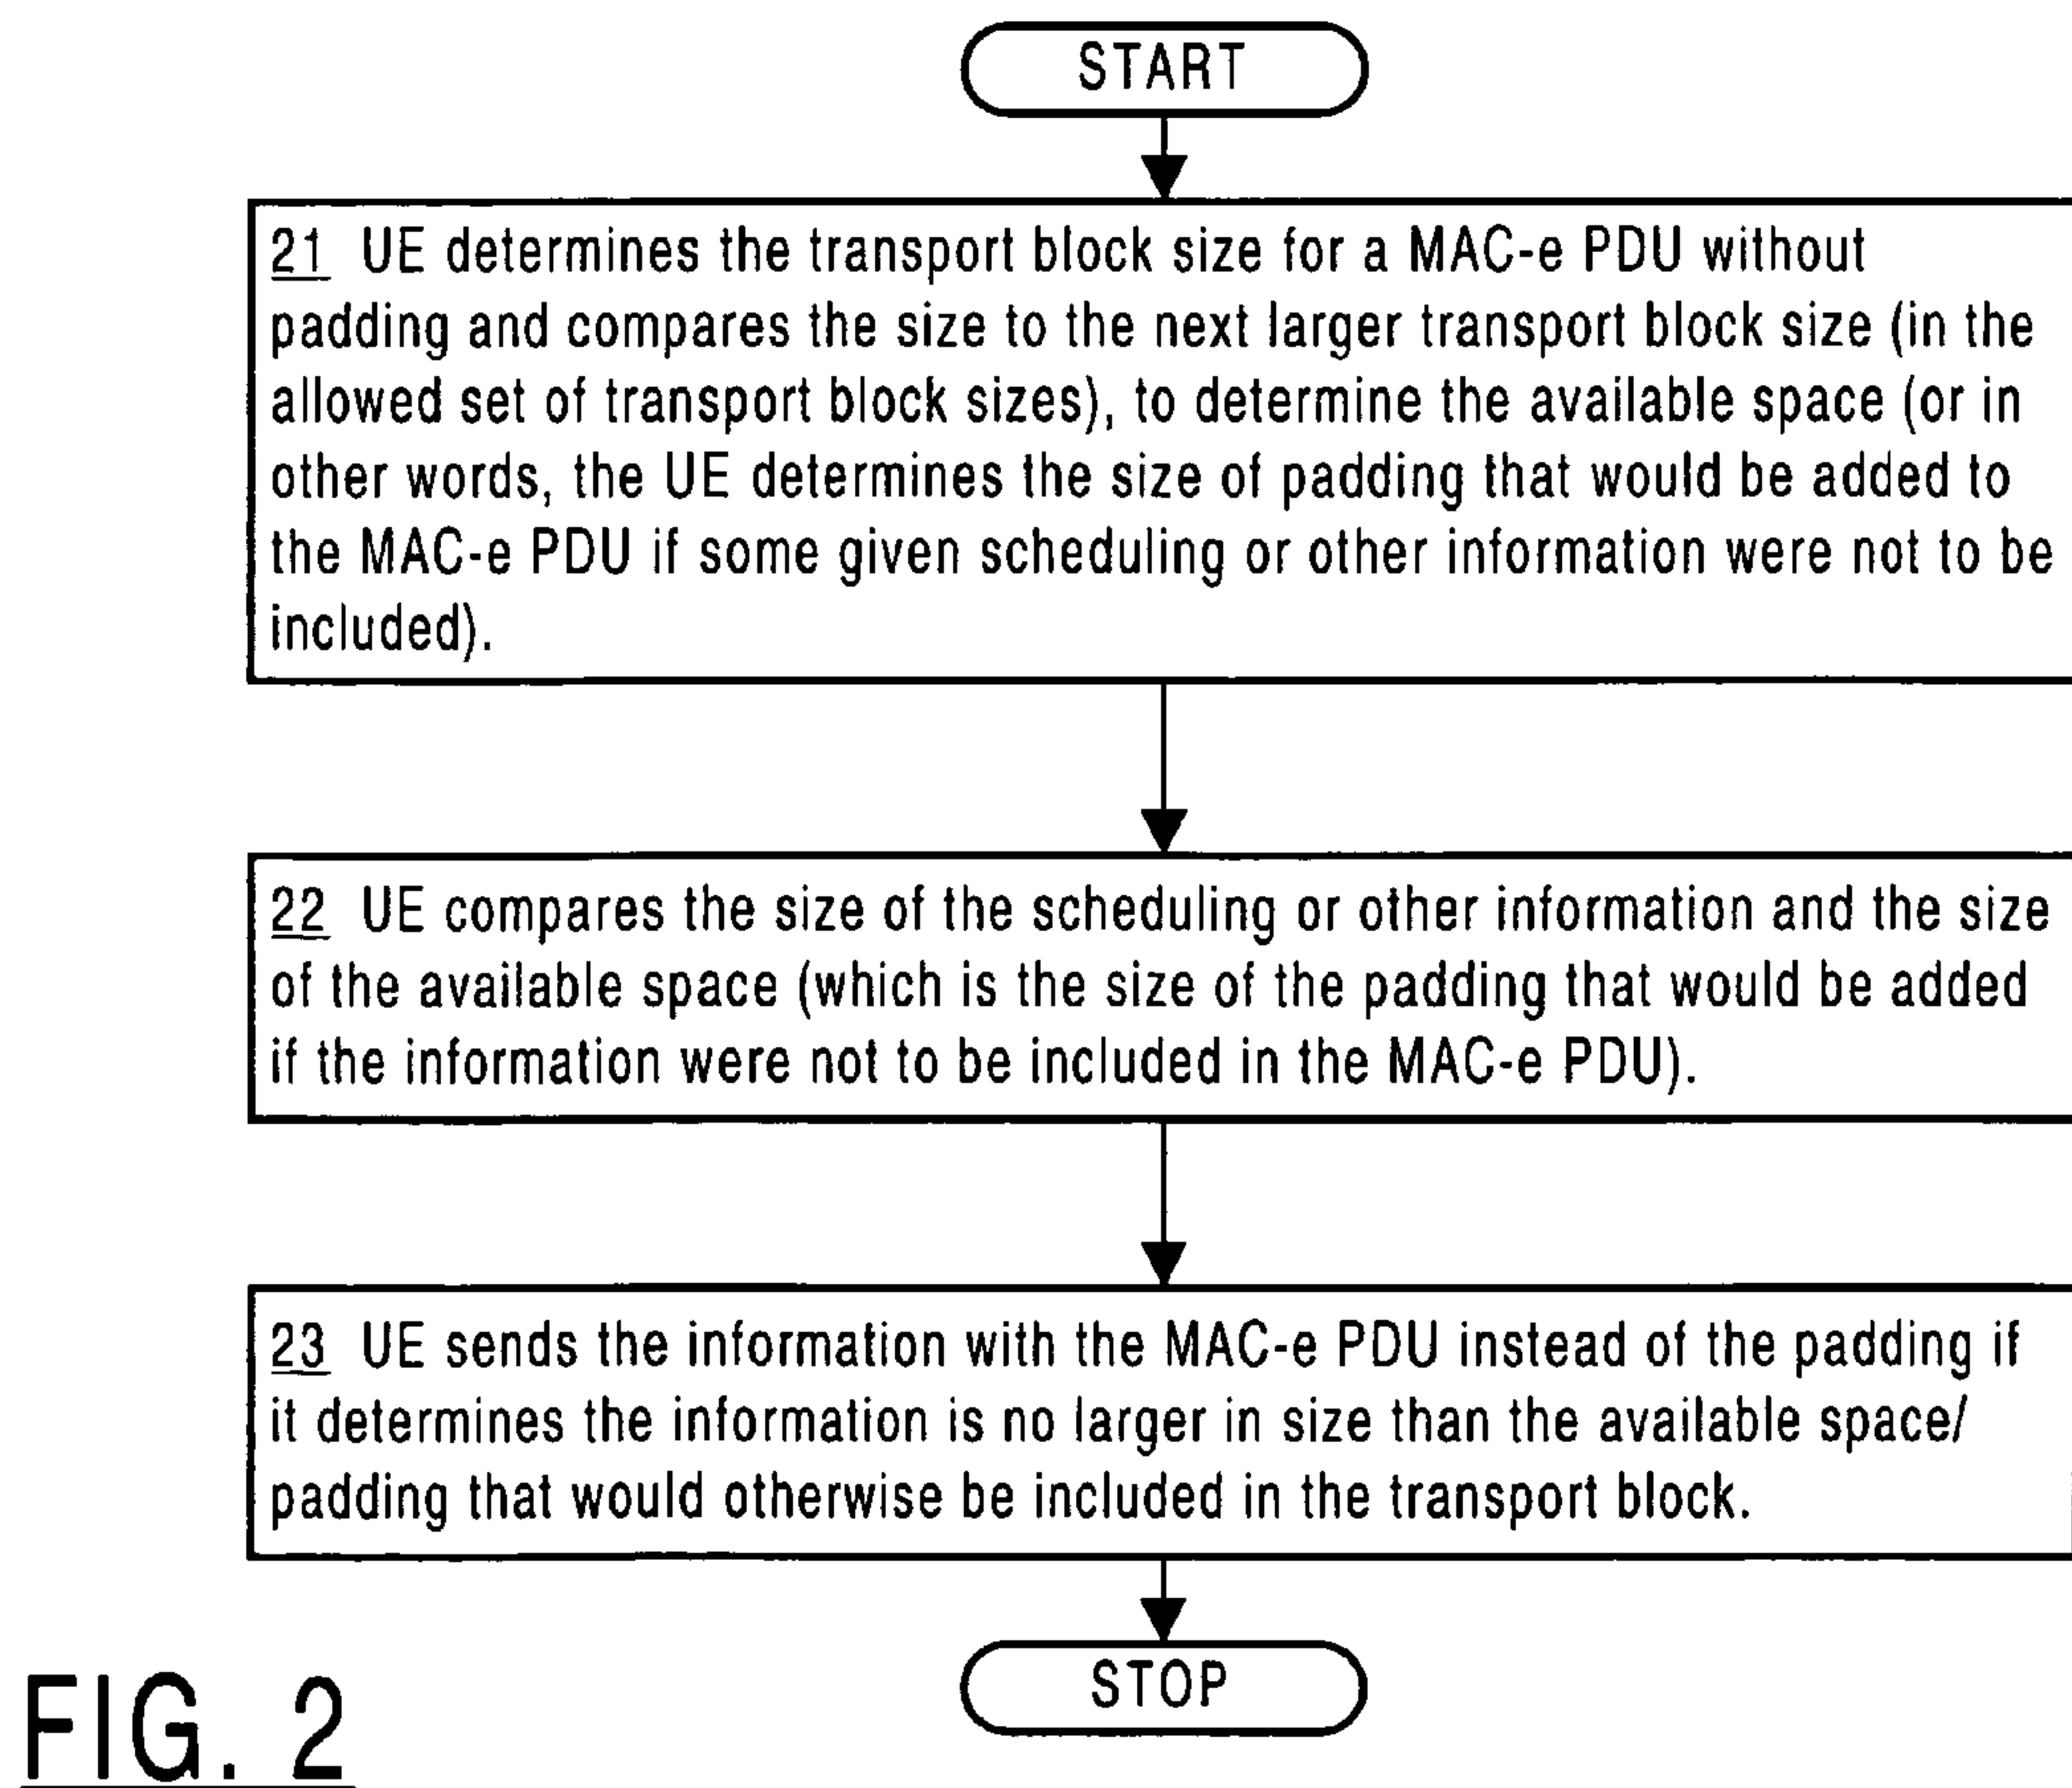 START
21 UE determines the transport block size for a MAC-e PDU without
padding and compares the size to the next larger transport block size (in the
allowed set of transport block sizes), to determine the available space (or in
other words, the UE determines the size of padding that would be added to
the MAC-e PDU if some given scheduling or other information were not to be
included).
22 UE compares the size of the scheduling or other information and the size
of the available space (which is the size of the padding that would be added
if the information were not to be included in the MAC-e PDU).
23 UE sends the information with the MAC-e PDU instead of the padding if
it determines the information is no larger in size than the available space/
padding that would otherwise be included in the transport block.
STOP
FIG. 2